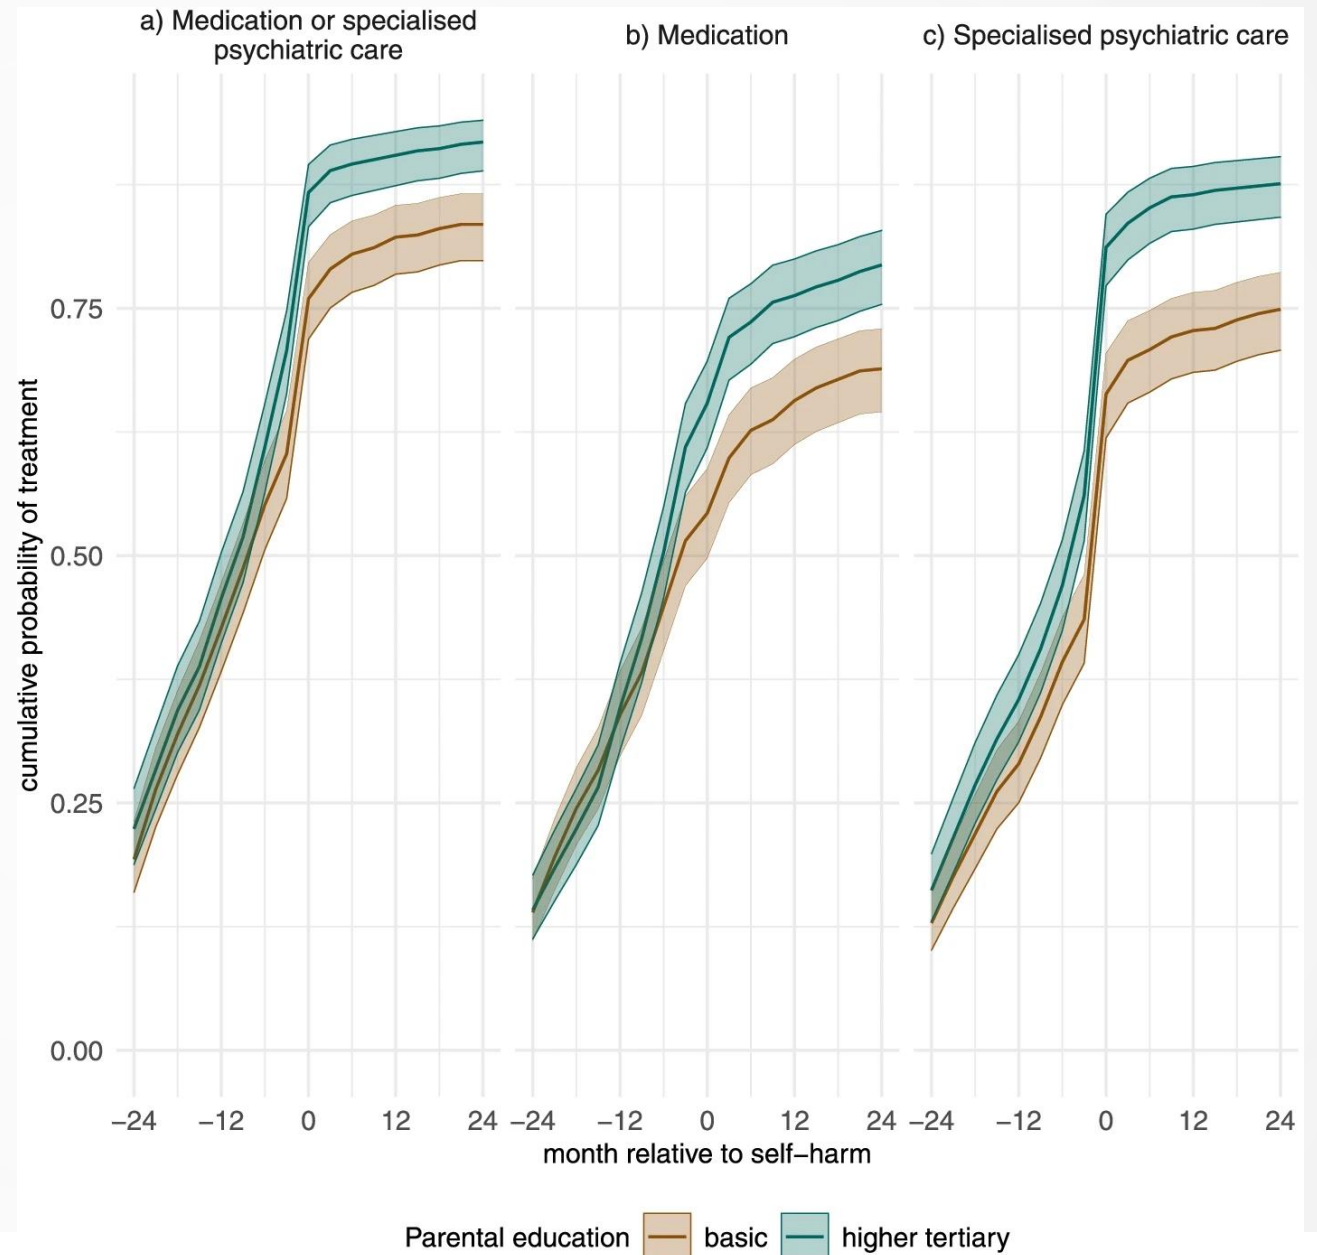 a) Medication or specialised
psychiatric care
b) Medication
c) Specialised psychiatric care
cumulative probability of treatment
0.75
0.50
0.25
0.00
−24 −12 0 12 24 −24 −12 0 12 24 −24 −12 0 12 24
month relative to self−harm
Parental education basic higher tertiary